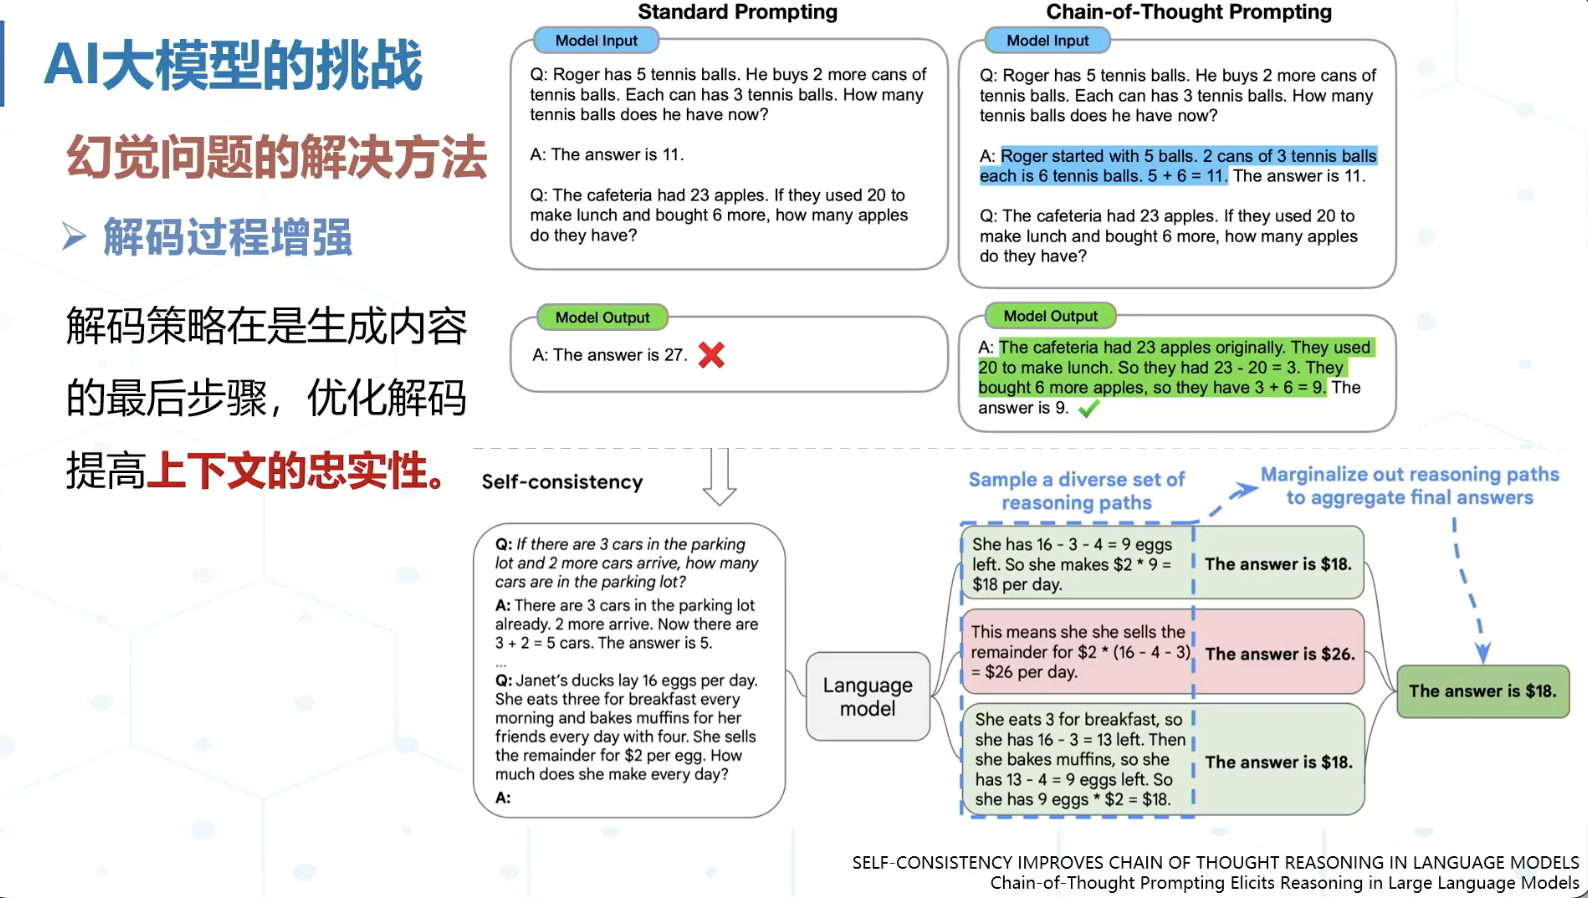 AI大模型的挑战
幻觉问题的解决方法
解码过程增强
解码策略在是生成内容
的最后步骤，优化解码
提高上下文的忠实性。
Standard Prompting
Model Input
Q: Roger has 5 tennis balls. He buys 2 more cans of
tennis balls. Each can has 3 tennis balls. How many
tennis balls does he have now?
A: The answer is 11.
Q: The cafeteria had 23 apples. If they used 20 to
make lunch and bought 6 more, how many apples
do they have?
Model Output
A: The answer is 27.
Chain-of-Thought Prompting
Model Input
Q: Roger has 5 tennis balls. He buys 2 more cans of
tennis balls. Each can has 3 tennis balls. How many
tennis balls does he have now?
A: Roger started with 5 balls. 2 cans of 3 tennis balls
each is 6 tennis balls. 5 + 6 = 11. The answer is 11.
Q: The cafeteria had 23 apples. If they used 20 to
make lunch and bought 6 more, how many apples
do they have?
Model Output
A: The cafeteria had 23 apples originally. They used
20 to make lunch. So they had 23 - 20 = 3. They
bought 6 more apples, so they have 3 + 6 = 9. The
answer is 9.
Self-consistency
Q: If there are 3 cars in the parking
lot and 2 more cars arrive, how many
cars are in the parking lot?
A: There are 3 cars in the parking lot
already. 2 more arrive. Now there are
3 + 2 = 5 cars. The answer is 5.
...
Q: Janet's ducks lay 16 eggs per day.
She eats three for breakfast every
morning and bakes muffins for her
friends every day with four. She sells
the remainder for $2 per egg. How
much does she make every day?
A:
Language
model
Sample a diverse set of
reasoning paths
She has 16 - 3 - 4 = 9 eggs
left. So she makes $2 * 9 =
$18 per day.
The answer is $18.
This means she she sells the
remainder for $2 * (16 - 4 - 3)
= $26 per day.
The answer is $26.
She eats 3 for breakfast, so
she has 16 - 3 = 13 left. Then
she bakes muffins, so she
has 13 - 4 = 9 eggs left. So
she has 9 eggs * $2 = $18.
The answer is $18.
Marginalize out reasoning paths
to aggregate final answers
The answer is $18.
SELF-CONSISTENCY IMPROVES CHAIN OF THOUGHT REASONING IN LANGUAGE MODELS
Chain-of-Thought Prompting Elicits Reasoning in Large Language Models